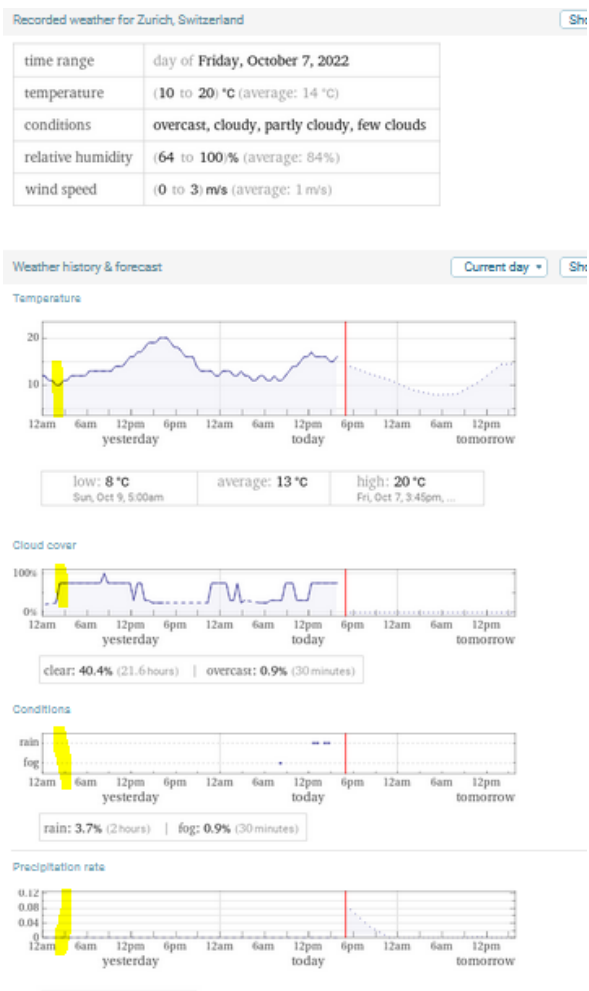 Recorded weather for Zurich, Switzerland
time range day of Friday, October 7, 2022
temperature (10 to 20) °C (average: 14 °C)
conditions overcast, cloudy, partly cloudy, few clouds
relative humidity (64 to 100)% (average: 84%)
wind speed (0 to 3) m/s (average: 1 m/s)
Weather history & forecast Current day
Temperature
20
10
12am 6am 12pm 6pm 12am 6am 12pm 6pm 12am 6am 12pm
yesterday today tomorrow
low: 8 °C average: 13 °C high: 20 °C
Sun, Oct 9, 5:00am Fri, Oct 7, 3:45pm, ...
Cloud cover
100%
0%
12am 6am 12pm 6pm 12am 6am 12pm 6pm 12am 6am 12pm
yesterday today tomorrow
clear: 40.4% (21.6 hours) | overcast: 0.9% (30 minutes)
Conditions
rain
fog
12am 6am 12pm 6pm 12am 6am 12pm 6pm 12am 6am 12pm
yesterday today tomorrow
rain: 3.7% (2 hours) | fog: 0.9% (30 minutes)
Precipitation rate
0.12
0.08
0.04
0
12am 6am 12pm 6pm 12am 6am 12pm 6pm 12am 6am 12pm
yesterday today tomorrow